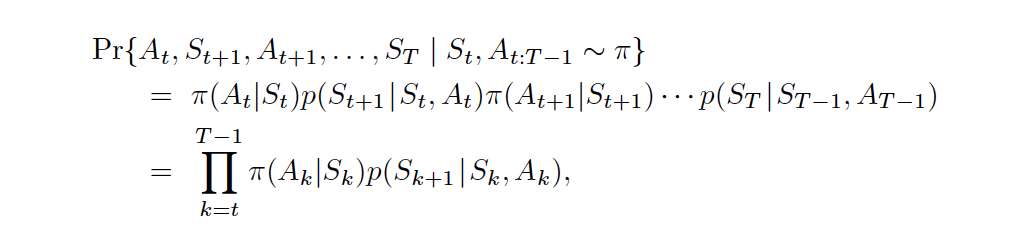 Pr{A_t, S_{t+1}, A_{t+1}, . . . , S_T | S_t, A_{t:T−1} ∼ π}
= π(A_t|S_t)p(S_{t+1}|S_t, A_t)π(A_{t+1}|S_{t+1}) · · · p(S_T|S_{T−1}, A_{T−1})
= ∏_{k=t}^{T−1} π(A_k|S_k)p(S_{k+1}|S_k, A_k),